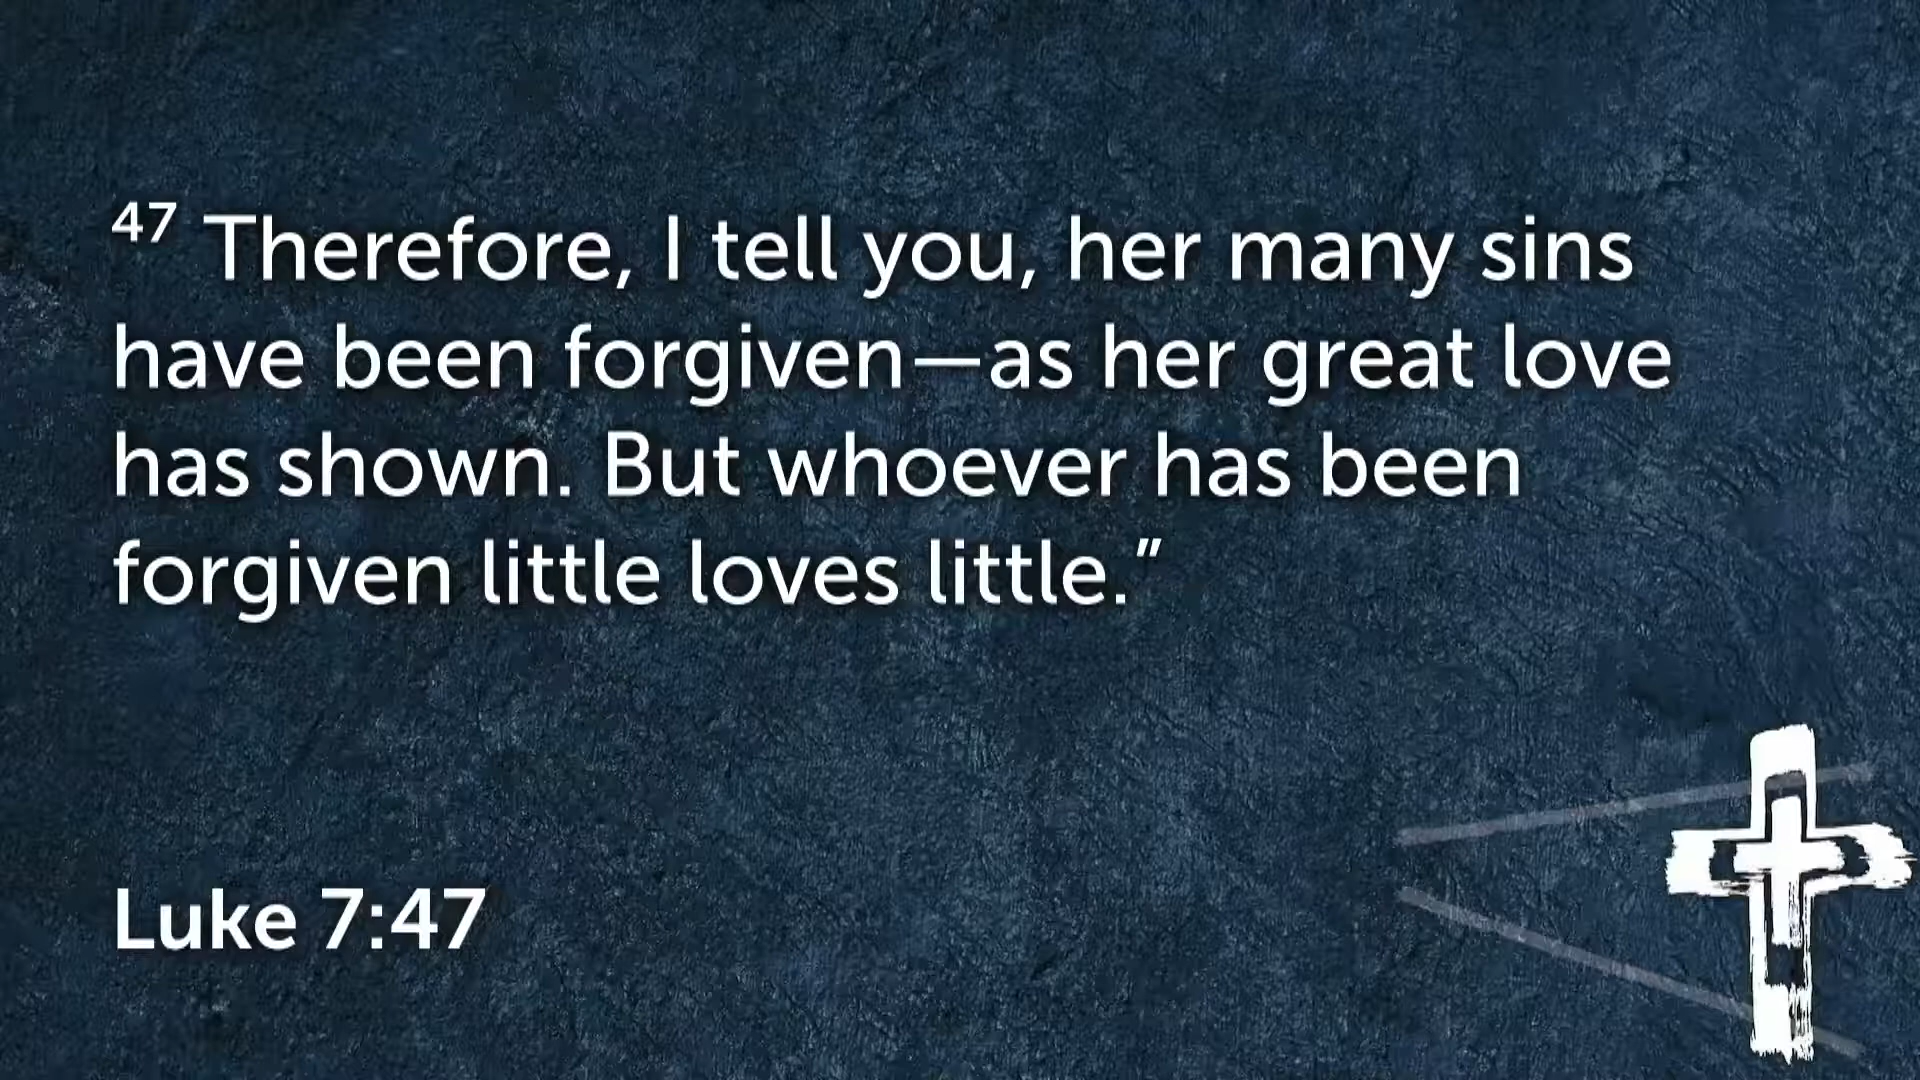 47 Therefore, I tell you, her many sins
have been forgiven—as her great love
has shown. But whoever has been
forgiven little loves little.”
Luke 7:47